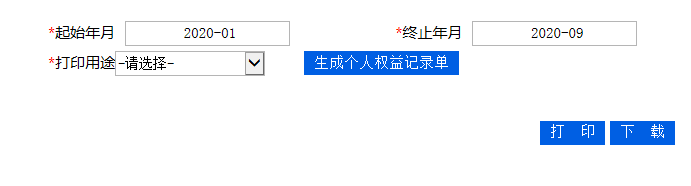 *起始年月 2020-01 *终止年月 2020-09
*打印用途 -请选择- 生成个人权益记录单
打 印 下 载